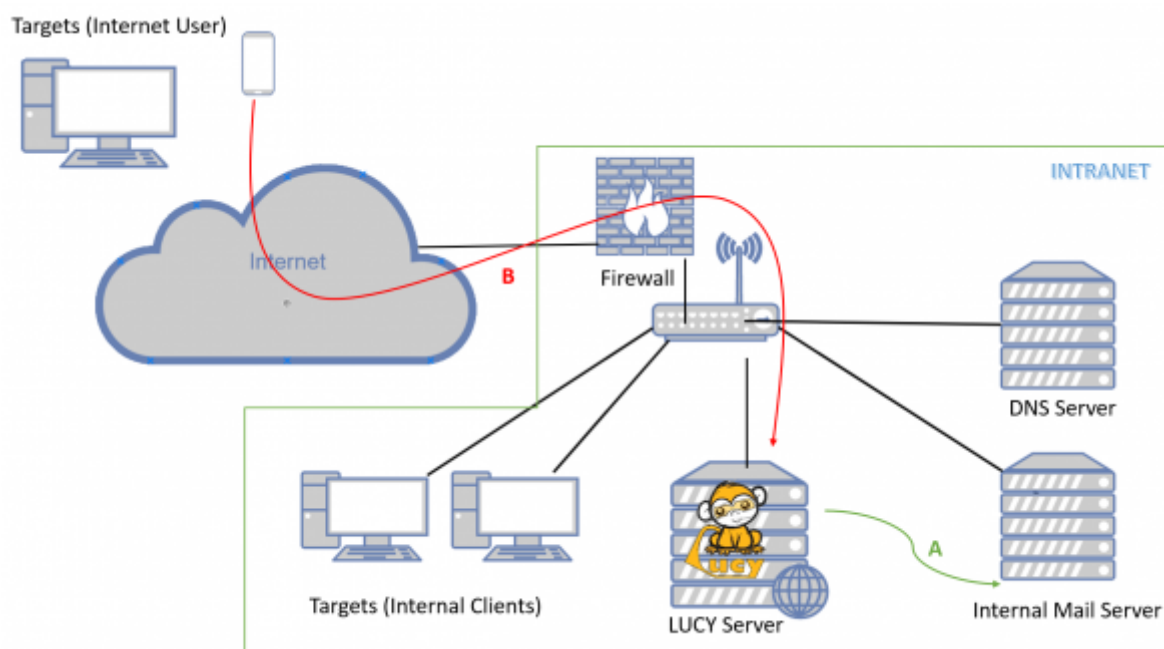 Targets (Internet User)
INTRANET
Internet
B
Firewall
DNS Server
LUCY
A
Targets (Internal Clients)
LUCY Server
Internal Mail Server